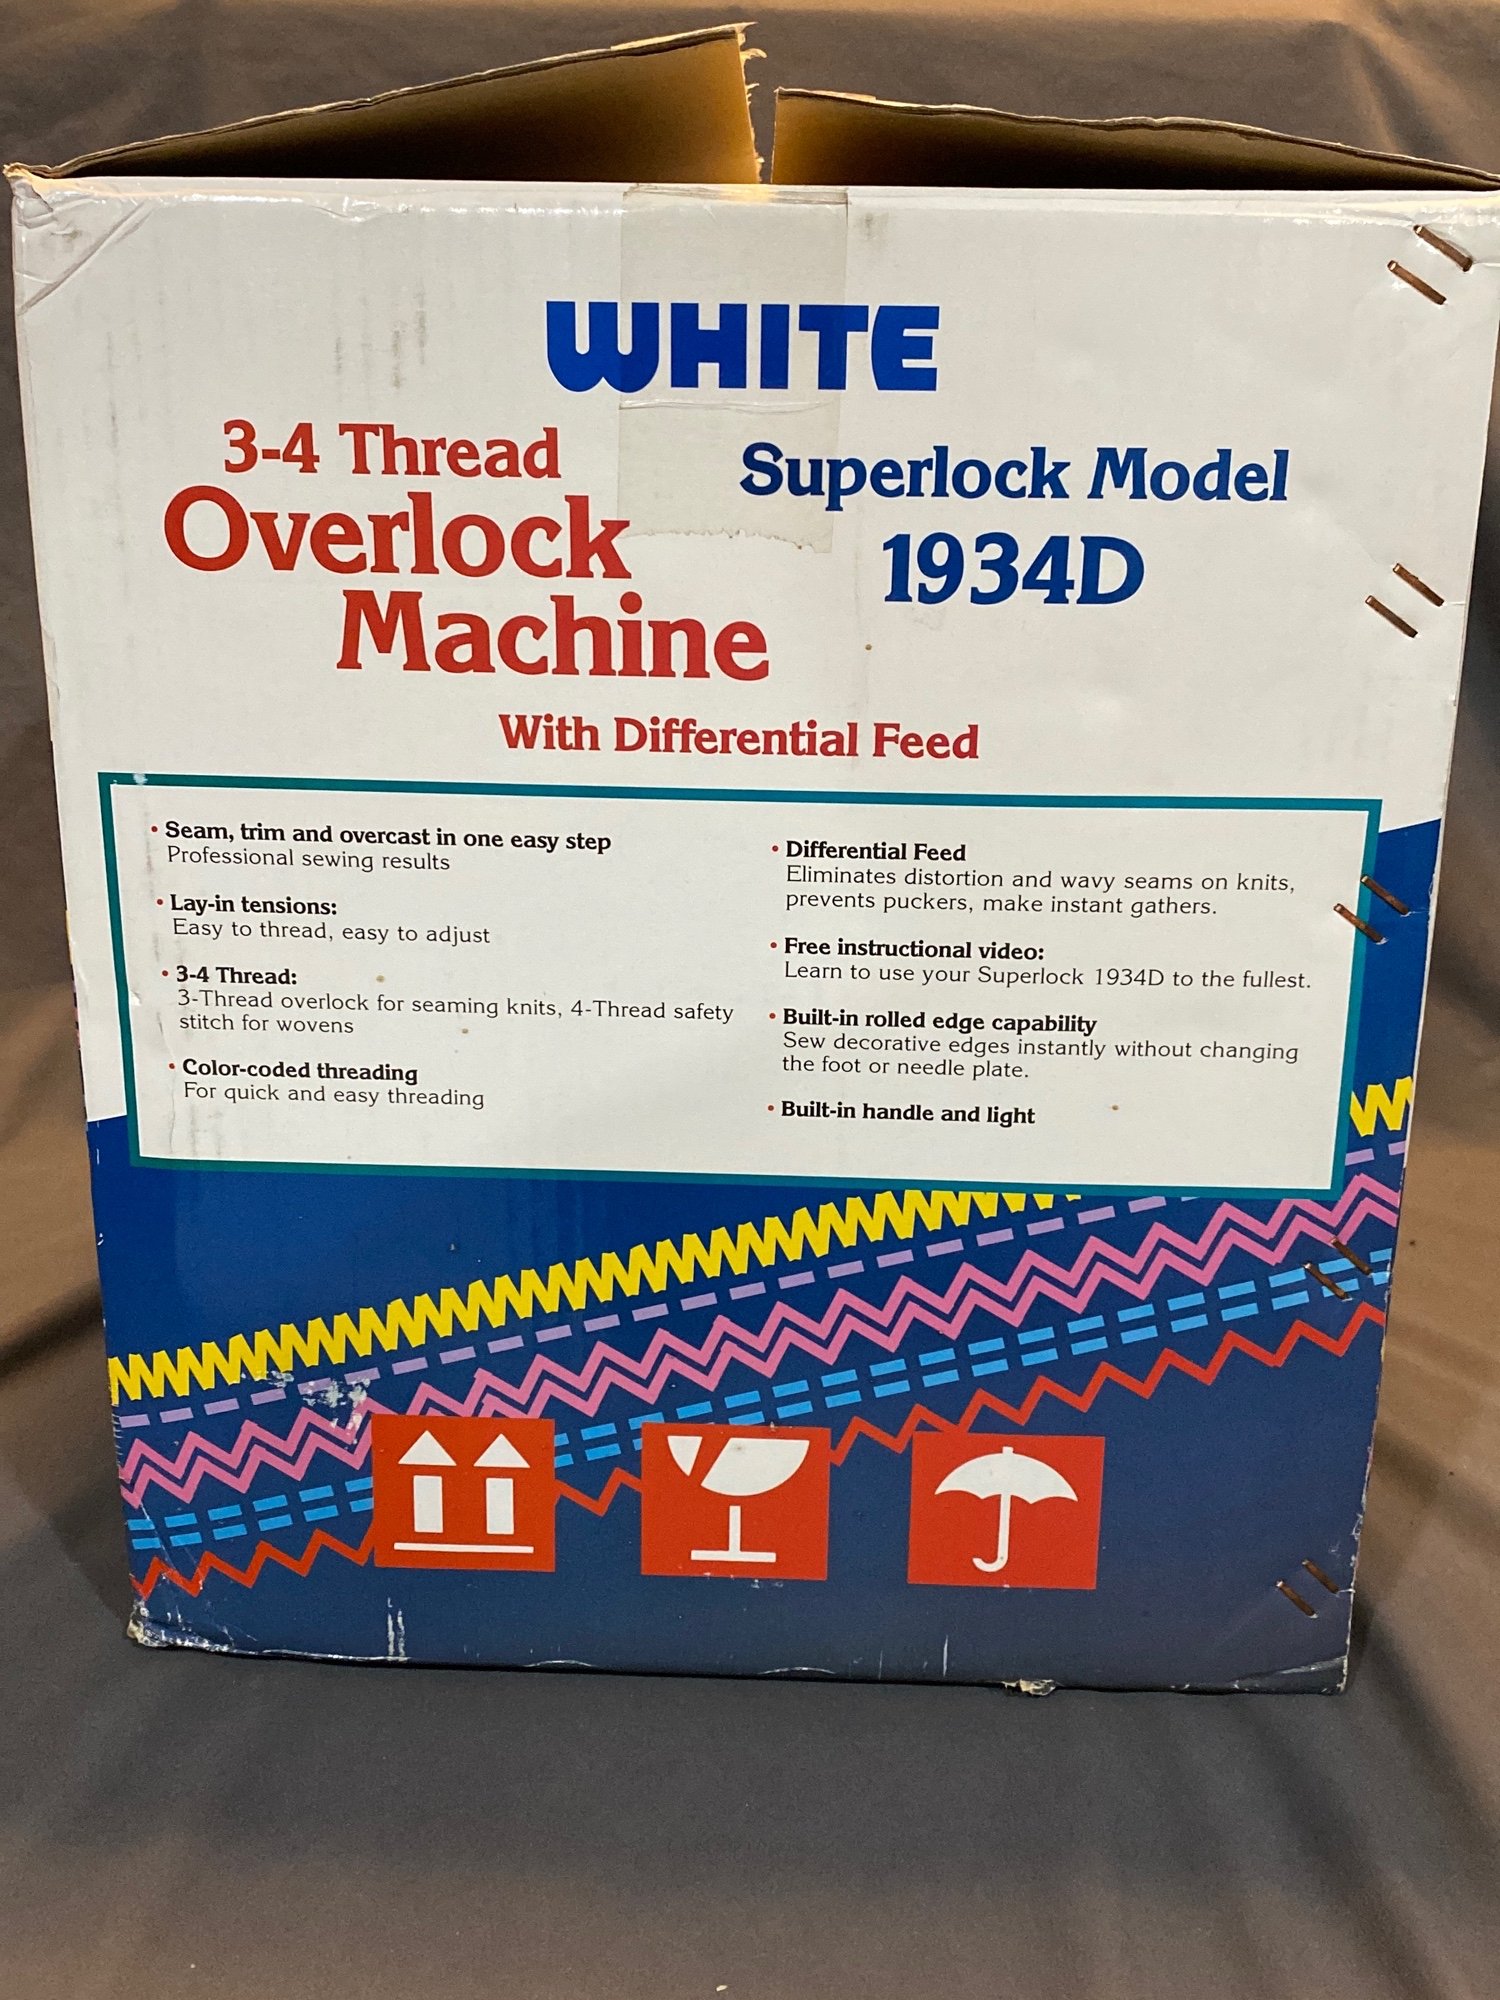 WHITE
3-4 Thread
Overlock
Machine
Superlock Model
1934D
With Differential Feed
• Seam, trim and overcast in one easy step
Professional sewing results
• Lay-in tensions:
Easy to thread, easy to adjust
• 3-4 Thread:
3-Thread overlock for seaming knits, 4-Thread safety
stitch for wovens
• Color-coded threading
For quick and easy threading
• Differential Feed
Eliminates distortion and wavy seams on knits,
prevents puckers, make instant gathers.
• Free instructional video:
Learn to use your Superlock 1934D to the fullest.
• Built-in rolled edge capability
Sew decorative edges instantly without changing
the foot or needle plate.
• Built-in handle and light